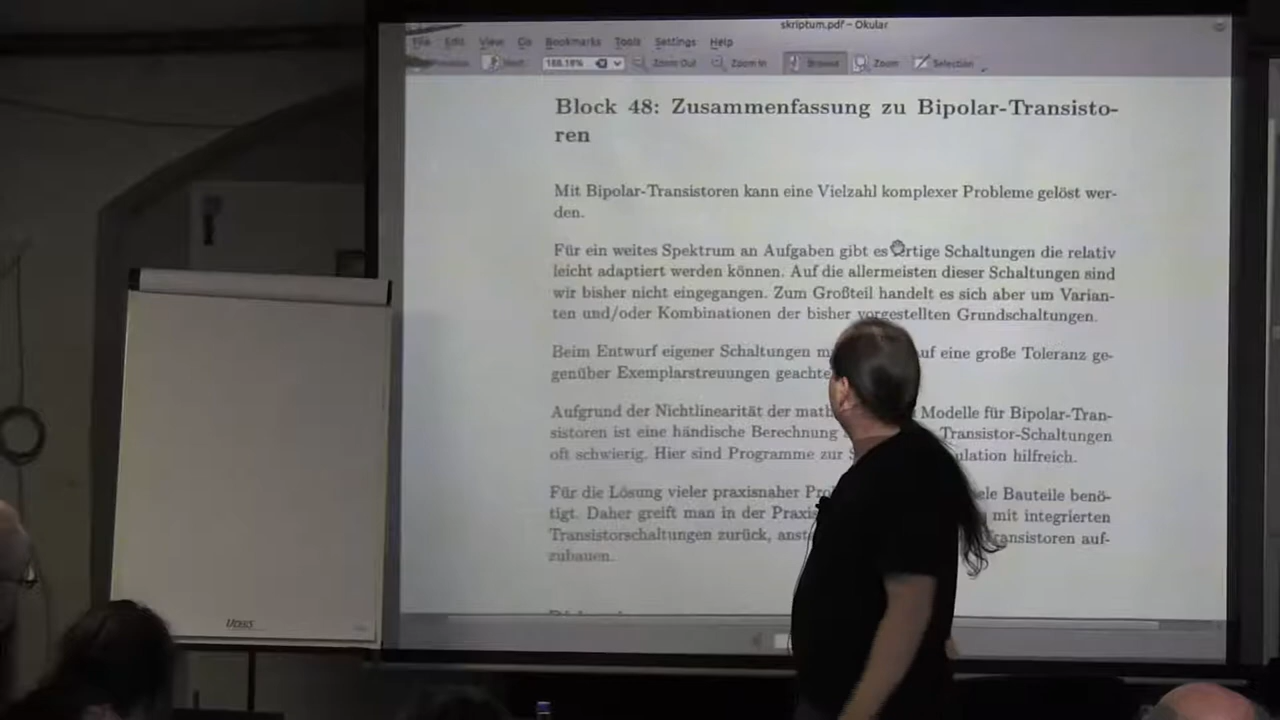 skriptum.pdf – Okular
File Edit View Go Bookmarks Tools Settings Help
Next 188,18% Zoom Out Zoom In Browse Zoom Selection
Block 48: Zusammenfassung zu Bipolar-Transisto-
ren
Mit Bipolar-Transistoren kann eine Vielzahl komplexer Probleme gelöst wer-
den.
Für ein weites Spektrum an Aufgaben gibt es ertige Schaltungen die relativ
leicht adaptiert werden können. Auf die allermeisten dieser Schaltungen sind
wir bisher nicht eingegangen. Zum Großteil handelt es sich aber um Varian-
ten und/oder Kombinationen der bisher vorgestellten Grundschaltungen.
Beim Entwurf eigener Schaltungen m uf eine große Toleranz ge-
genüber Exemplarstreuungen geachte
Aufgrund der Nichtlinearität der math Modelle für Bipolar-Tran-
sistoren ist eine händische Berechnung Transistor-Schaltungen
oft schwierig. Hier sind Programme zur S ulation hilfreich.
Für die Lösung vieler praxisnaher Pro ele Bauteile benö-
tigt. Daher greift man in der Praxis mit integrierten
Transistorschaltungen zurück, anst ransistoren auf-
zubauen.